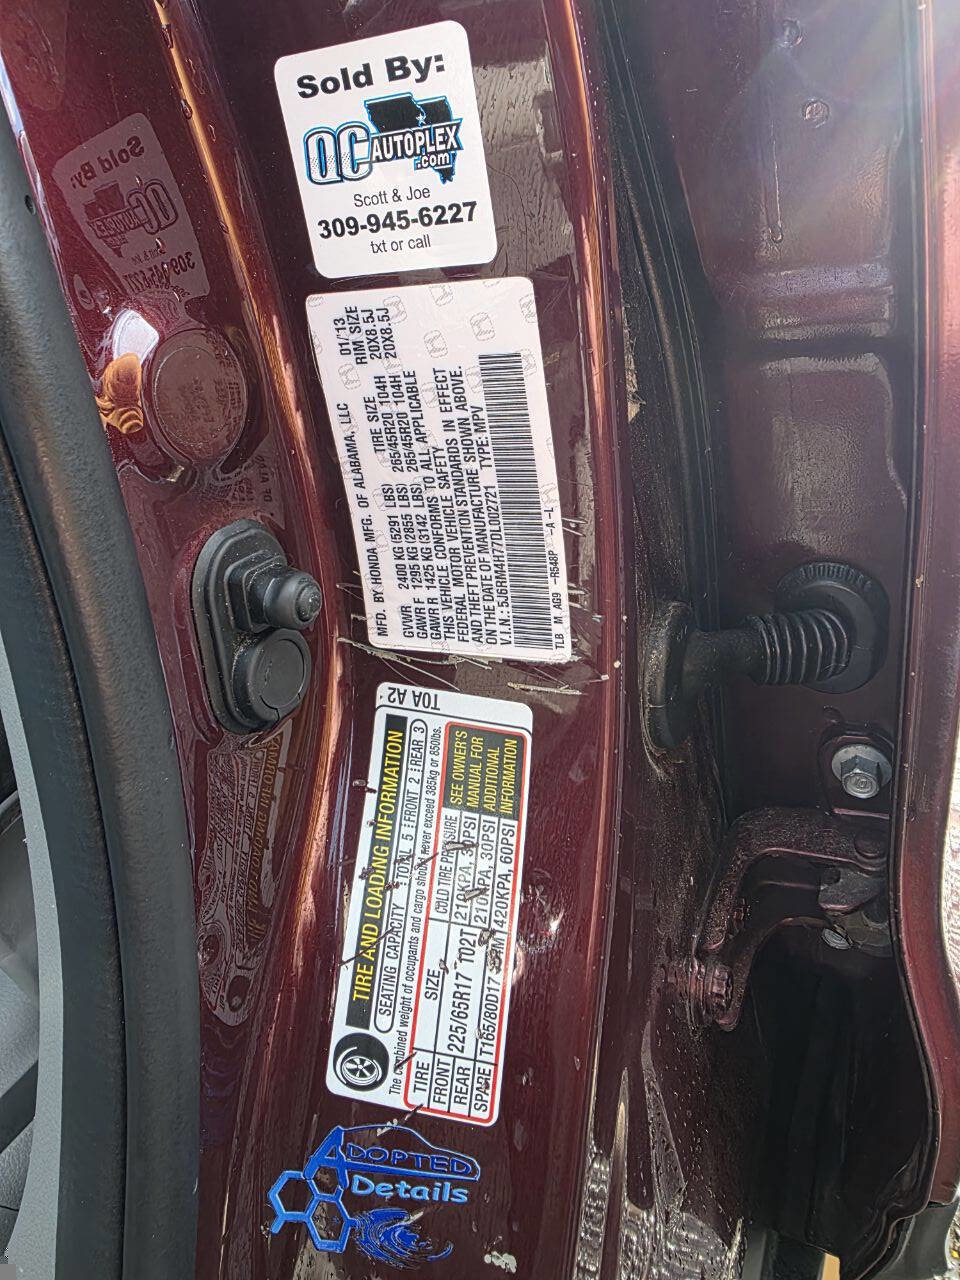 Sold By:
QC
AUTOPLEX
.com
Scott & Joe
309-945-6227
txt or call
MFD. BY HONDA MFG. OF ALABAMA, LLC 01/13
TIRE SIZE RIM SIZE
GVWR 2400 KG(5291 LBS)
GAWR F 1295 KG(2855 LBS) 265/45R20 104H 20X8.5J
GAWR R 1425 KG(3142 LBS) 265/45R20 104H 20X8.5J
THIS VEHICLE CONFORMS TO ALL APPLICABLE
FEDERAL MOTOR VEHICLE SAFETY
AND THEFT PREVENTION STANDARDS IN EFFECT
ON THE DATE OF MANUFACTURE SHOWN ABOVE.
V.I.N.: 5J6RM4H77DL002721 TYPE: MPV
TLB M AG9 -R548P -A -L
T0A A2
TIRE AND LOADING INFORMATION
SEATING CAPACITY TOTAL 5 FRONT 2 REAR 3
The combined weight of occupants and cargo should never exceed 385kg or 850lbs.
TIRE SIZE COLD TIRE PRESSURE
FRONT 225/65R17 102T 210KPA, 30PSI
REAR 210KPA, 30PSI
SPARE T165/80D17 420KPA, 60PSI
SEE OWNER'S
MANUAL FOR
ADDITIONAL
INFORMATION
ADOPTED
Details